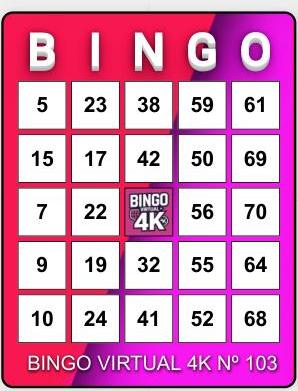 B I N G O
5 23 38 59 61
15 17 42 50 69
7 22 BINGO VIRTUAL 4K 56 70
9 19 32 55 64
10 24 41 52 68
BINGO VIRTUAL 4K Nº 103